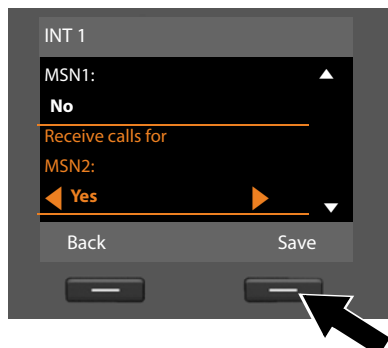 INT 1
MSN1:
No
Receive calls for
MSN2:
Yes
Back Save